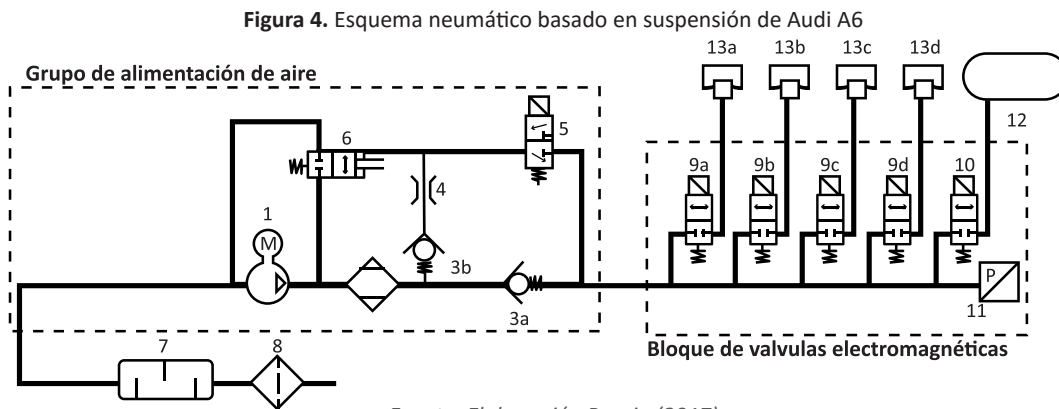 Figura 4. Esquema neumático basado en suspensión de Audi A6
13a 13b 13c 13d
Grupo de alimentación de aire
6
5
12
4
9a 9b 9c 9d 10
1
M
3b
3a
P
11
7
8
Bloque de valvulas electromagnéticas